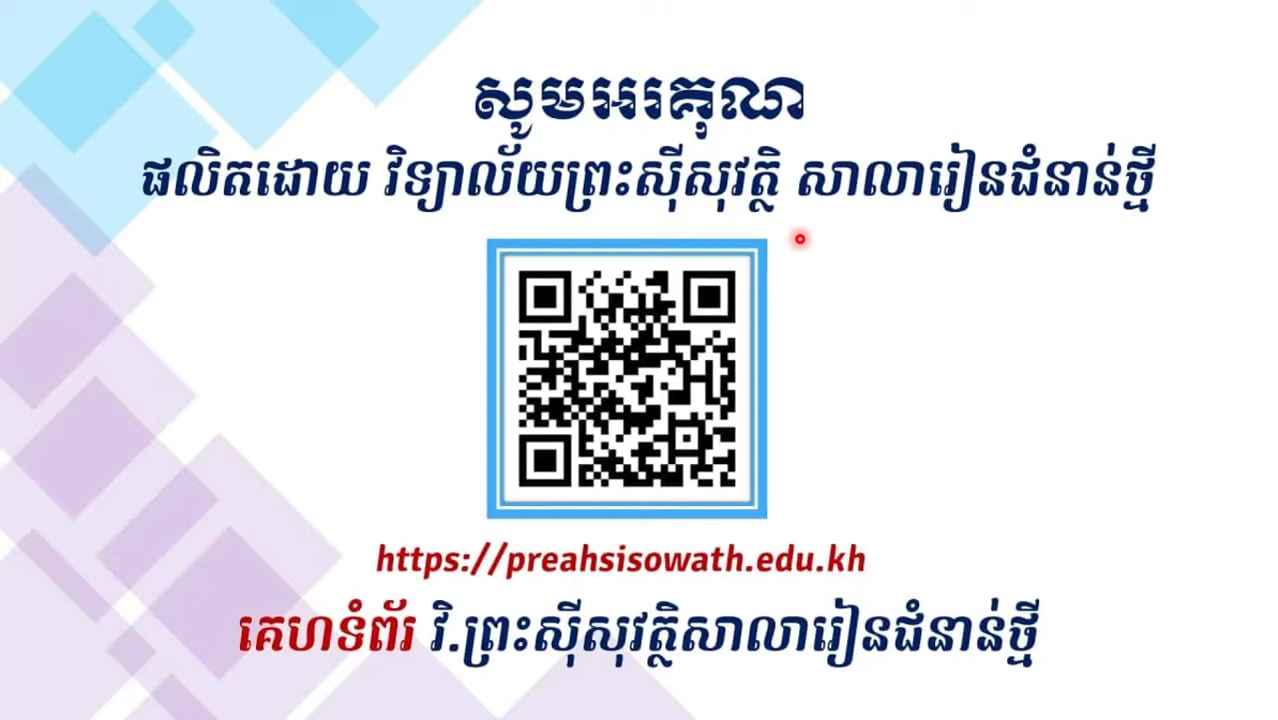 សូមអរគុណ
ផលិតដោយ វិទ្យាល័យព្រះស៊ីសុវត្ថិ សាលារៀនជំនាន់ថ្មី
https://preahsisowath.edu.kh
គេហទំព័រ វិ.ព្រះស៊ីសុវត្ថិសាលារៀនជំនាន់ថ្មី